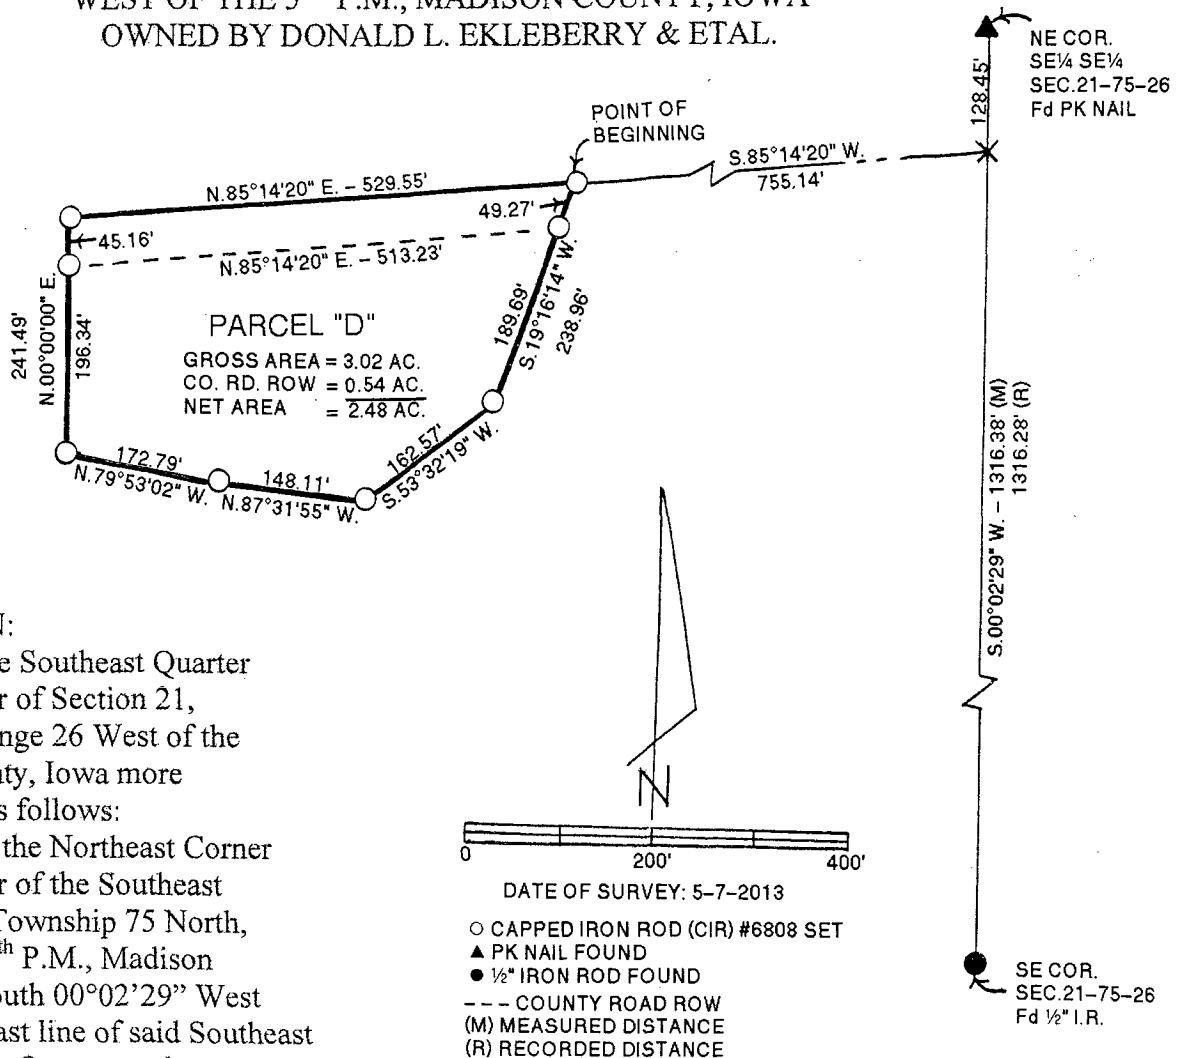 WEST OF THE 5TH P.M., MADISON COUNTY, IOWA
OWNED BY DONALD L. EKLEBERRY & ETAL.
NE COR.
SE¼ SE¼
SEC.21-75-26
Fd PK NAIL
128.45'
POINT OF
BEGINNING
S.85°14'20" W.
755.14'
N.85°14'20" E. - 529.55'
49.27'
45.16'
N.85°14'20" E. - 513.23'
241.49'
N.00°00'00" E.
196.34'
PARCEL "D"
GROSS AREA = 3.02 AC.
CO. RD. ROW = 0.54 AC.
NET AREA = 2.48 AC.
189.69'
S.19°16'14" W.
238.96'
162.57'
S.53°32'19" W.
172.79'
N.79°53'02" W.
148.11'
N.87°31'55" W.
S.00°02'29" W. - 1316.38' (M)
1316.28' (R)
N:
e Southeast Quarter
r of Section 21,
nge 26 West of the
ty, Iowa more
s follows:
the Northeast Corner
r of the Southeast
Township 75 North,
th P.M., Madison
outh 00°02'29" West
ast line of said Southeast
N
0 200' 400'
DATE OF SURVEY: 5-7-2013
○ CAPPED IRON ROD (CIR) #6808 SET
▲ PK NAIL FOUND
● ½" IRON ROD FOUND
--- COUNTY ROAD ROW
(M) MEASURED DISTANCE
(R) RECORDED DISTANCE
SE COR.
SEC.21-75-26
Fd ½" I.R.